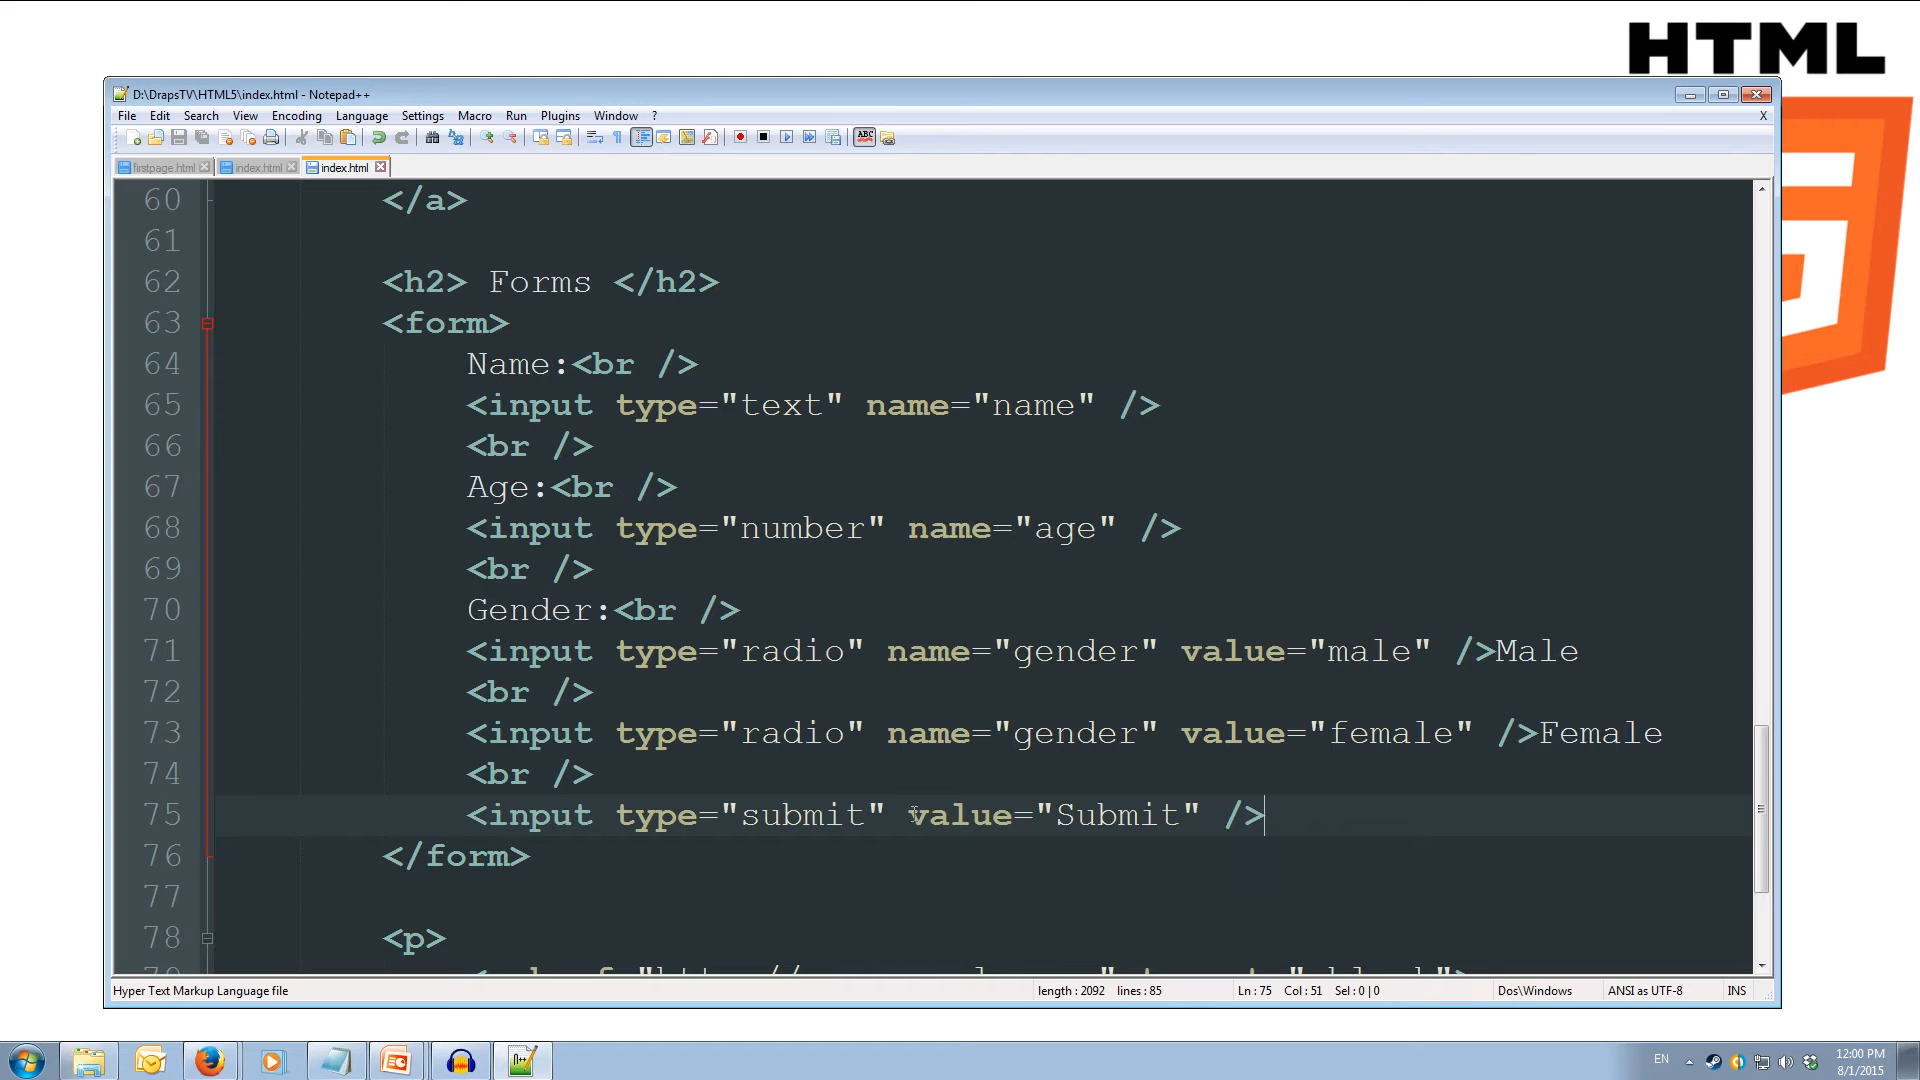 HTML
D:\DrapsTV\HTML5\index.html - Notepad++
File Edit Search View Encoding Language Settings Macro Run Plugins Window ? X
firstpage.html index.html index.html
60 </a>
61
62 <h2> Forms </h2>
63 <form>
64 Name:<br />
65 <input type="text" name="name" />
66 <br />
67 Age:<br />
68 <input type="number" name="age" />
69 <br />
70 Gender:<br />
71 <input type="radio" name="gender" value="male" />Male
72 <br />
73 <input type="radio" name="gender" value="female" />Female
74 <br />
75 <input type="submit" value="Submit" />
76 </form>
77
78 <p>
Hyper Text Markup Language file length : 2092 lines : 85 Ln : 75 Col : 51 Sel : 0 | 0 Dos\Windows ANSI as UTF-8 INS
EN 12:00 PM
8/1/2015